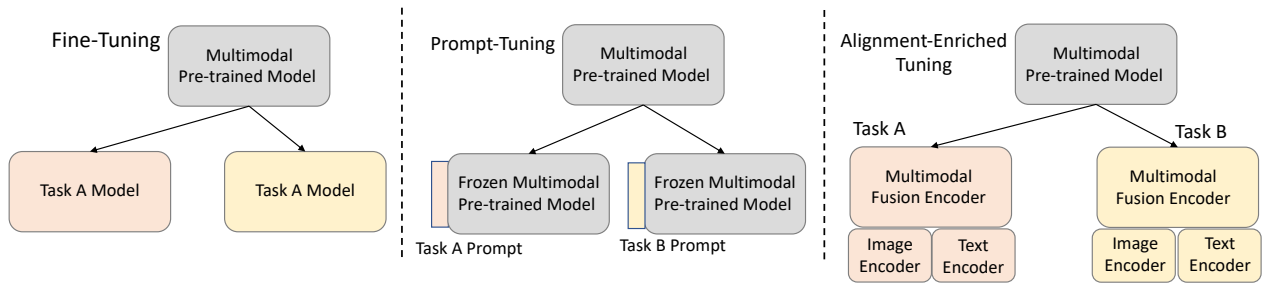 Fine-Tuning
Multimodal
Pre-trained Model
Task A Model
Task A Model
Prompt-Tuning
Multimodal
Pre-trained Model
Frozen Multimodal
Pre-trained Model
Task A Prompt
Frozen Multimodal
Pre-trained Model
Task B Prompt
Alignment-Enriched
Tuning
Multimodal
Pre-trained Model
Task A
Multimodal
Fusion Encoder
Image
Encoder
Text
Encoder
Task B
Multimodal
Fusion Encoder
Image
Encoder
Text
Encoder